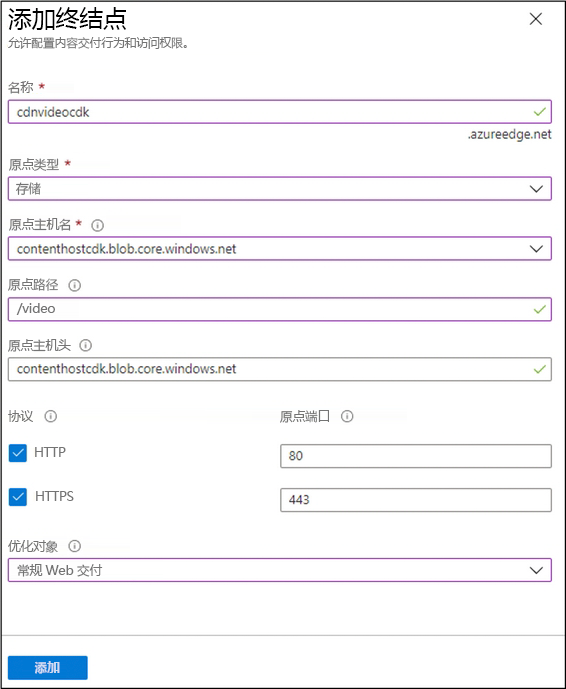 添加终结点
允许配置内容交付行为和访问权限。
名称 *
cdnvideocdk
.azureedge.net
原点类型 *
存储
原点主机名 *
contenthostcdk.blob.core.windows.net
原点路径
/video
原点主机头
contenthostcdk.blob.core.windows.net
协议 原点端口
HTTP 80
HTTPS 443
优化对象
常规 Web 交付
添加